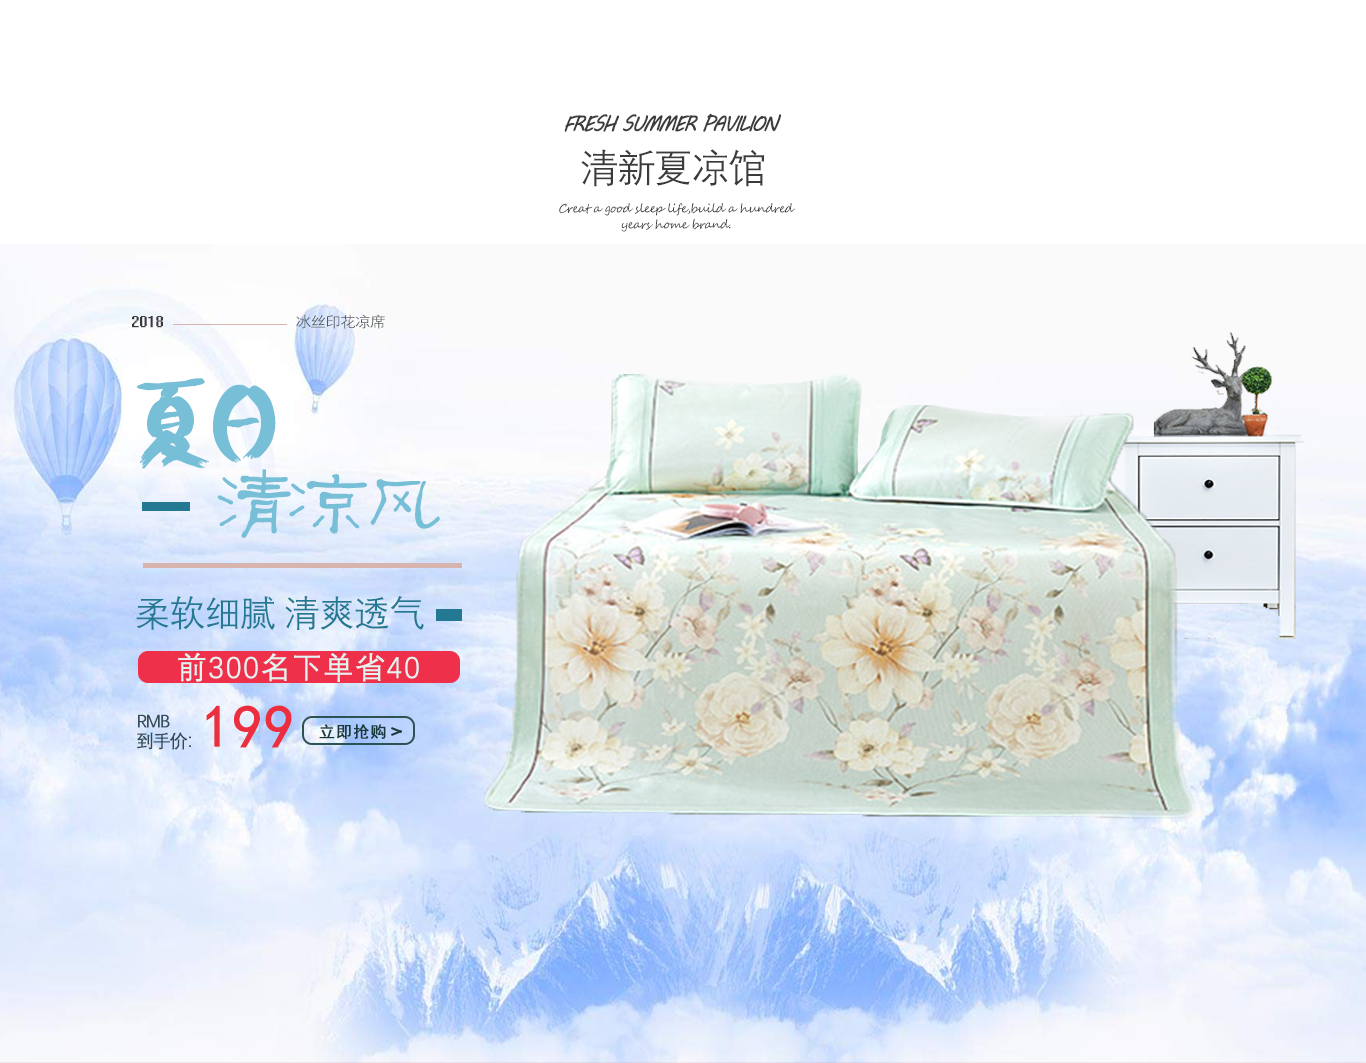 FRESH SUMMER PAVILION
清新夏凉馆
Creat a good sleep life,build a hundred
years home brand.
2018
冰丝印花凉席
夏日
清凉风
柔软细腻 清爽透气
前300名下单省40
RMB
到手价:
199
立即抢购>